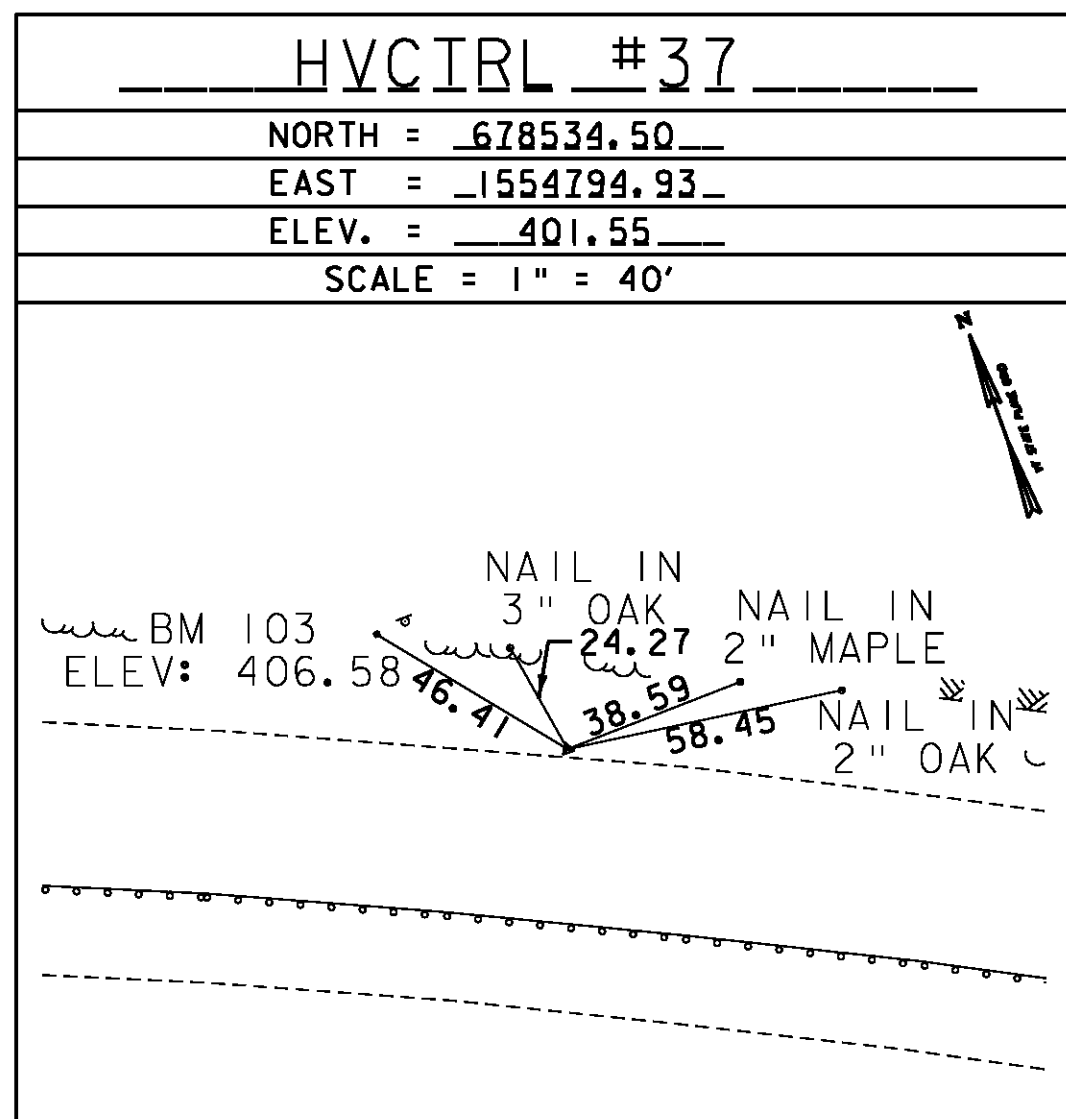 HVCTRL #37
NORTH = 678534.50
EAST = 1554794.93
ELEV. = 401.55
SCALE = 1" = 40'
N
NAIL IN
3" OAK
24.27
NAIL IN
2" MAPLE
BM 103
ELEV: 406.58
46.41
38.59
58.45
NAIL IN
2" OAK